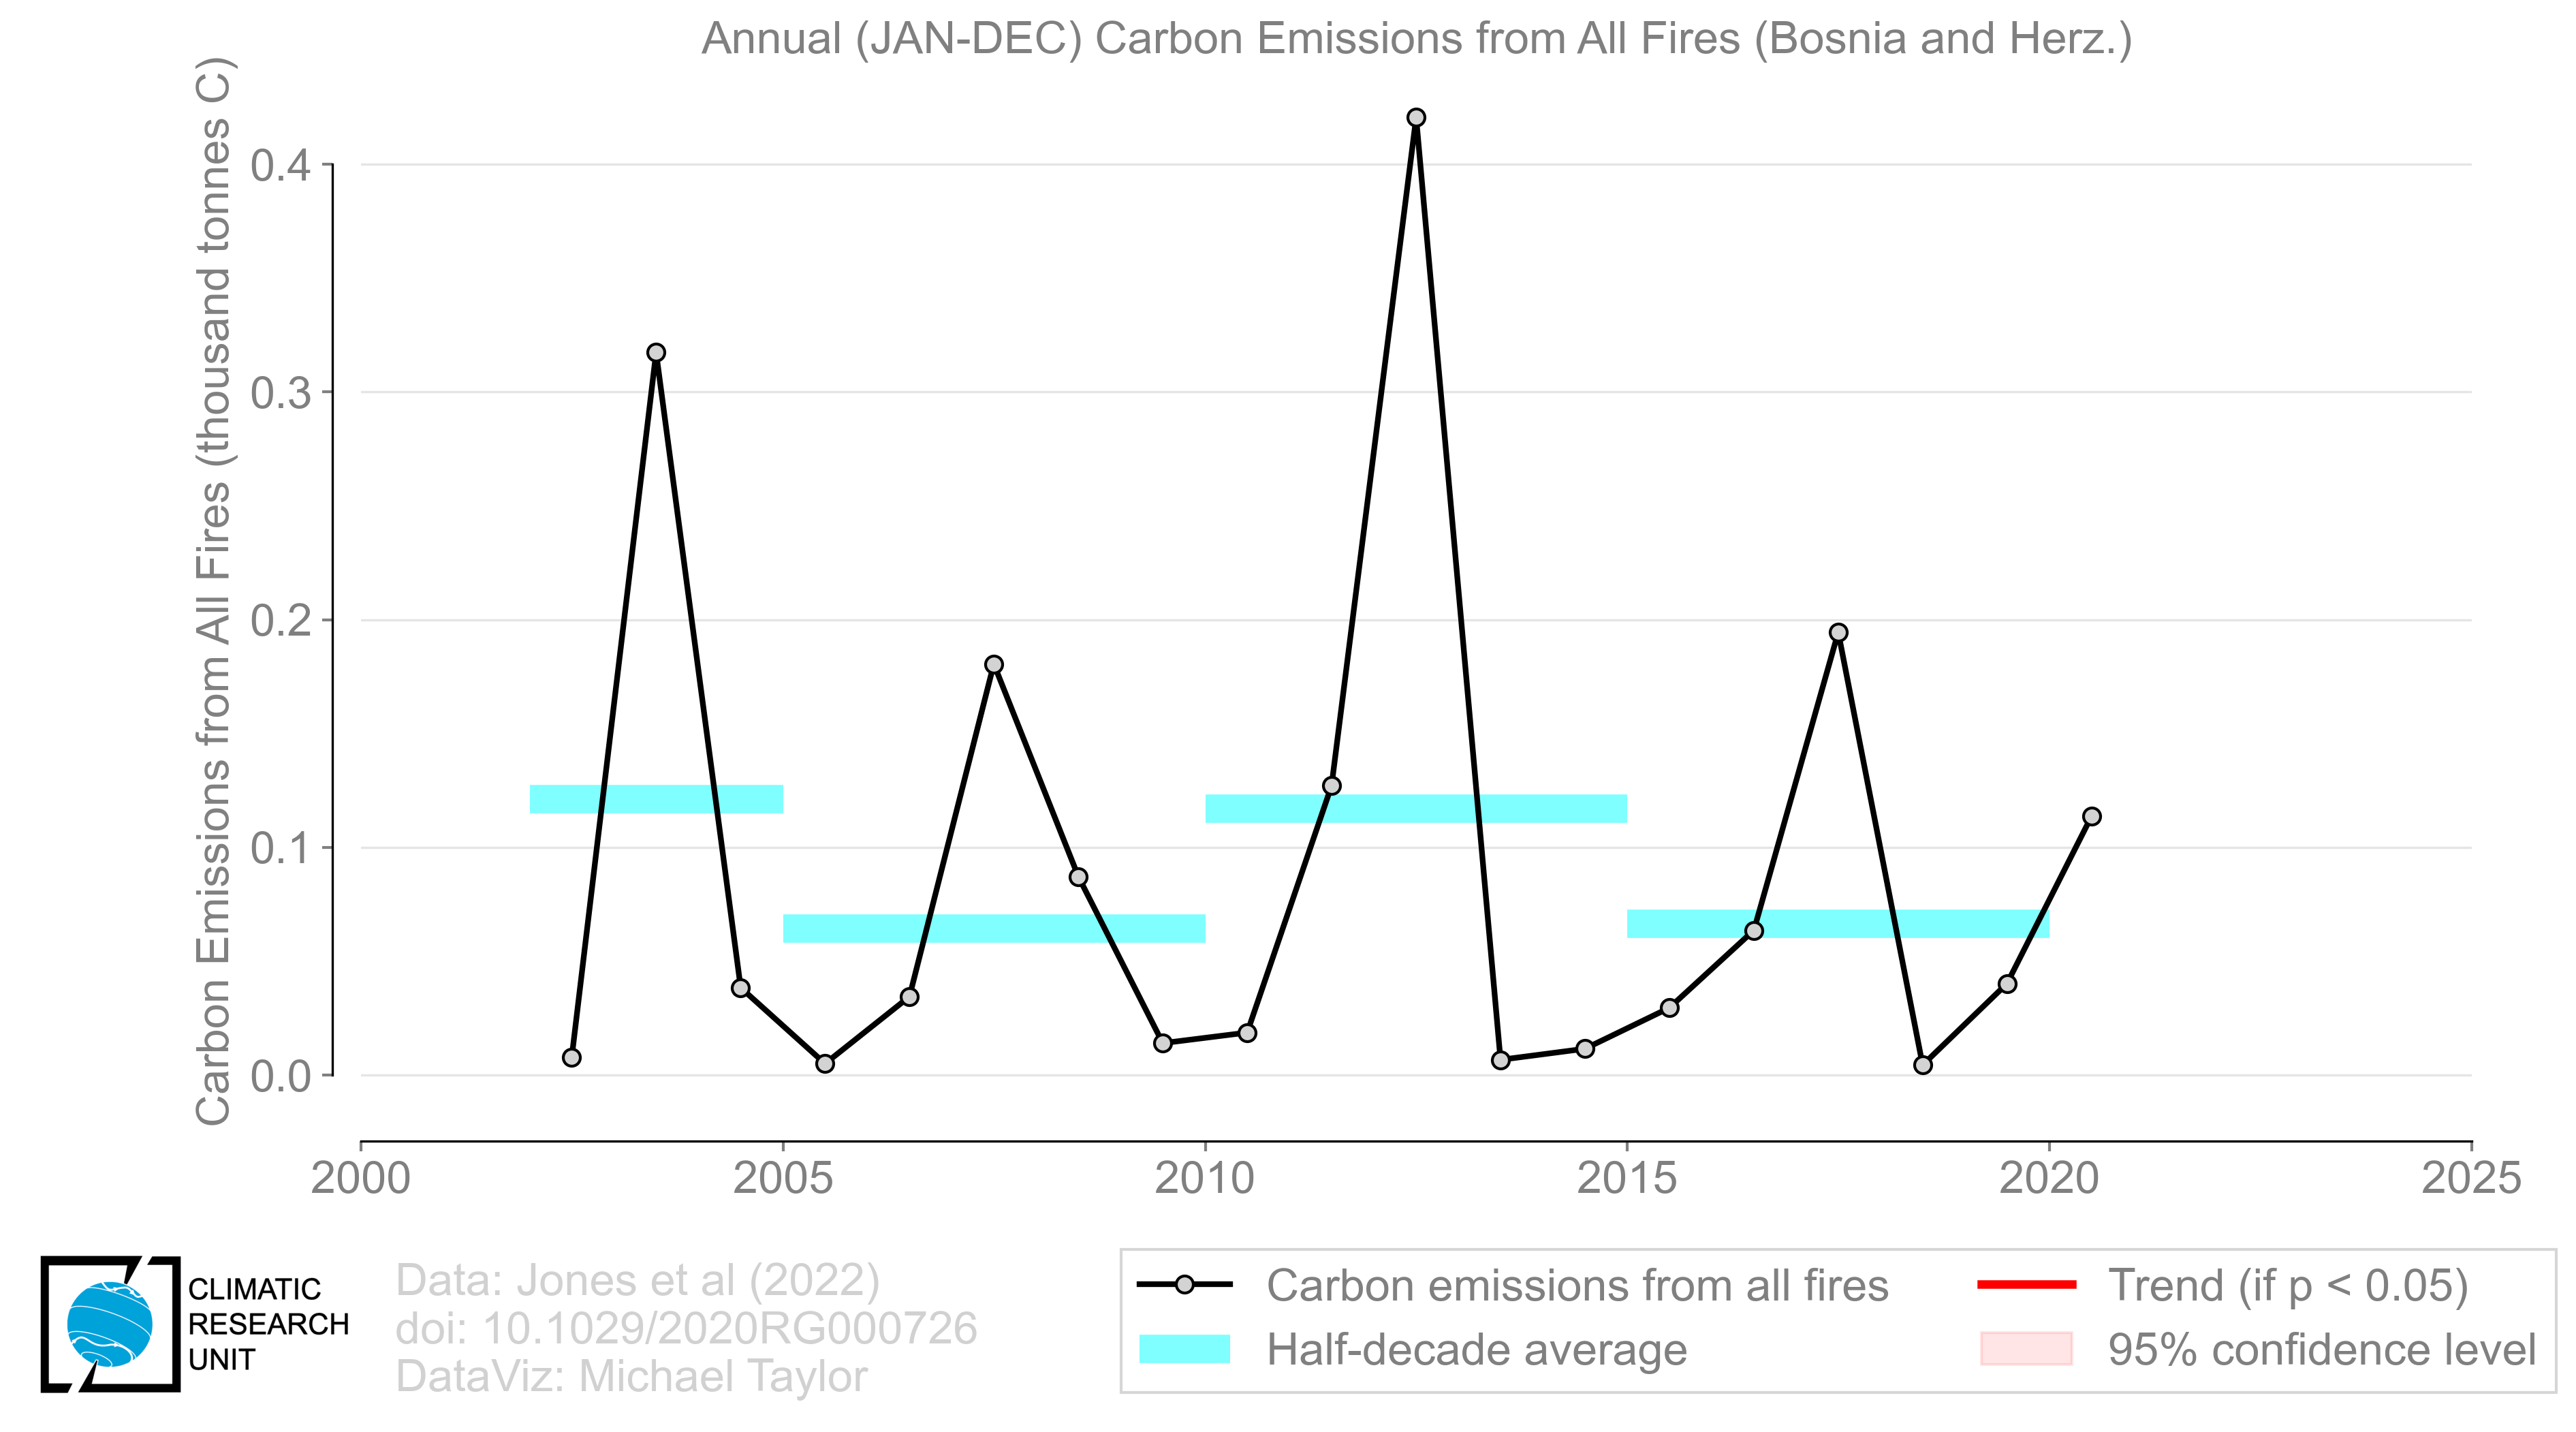 Annual (JAN-DEC) Carbon Emissions from All Fires (Bosnia and Herz.)
Carbon Emissions from All Fires (thousand tonnes C)
0.4
0.3
0.2
0.1
0.0
2000 2005 2010 2015 2020 2025
CLIMATIC
RESEARCH
UNIT
Data: Jones et al (2022)
doi: 10.1029/2020RG000726
DataViz: Michael Taylor
Carbon emissions from all fires
Half-decade average
Trend (if p < 0.05)
95% confidence level